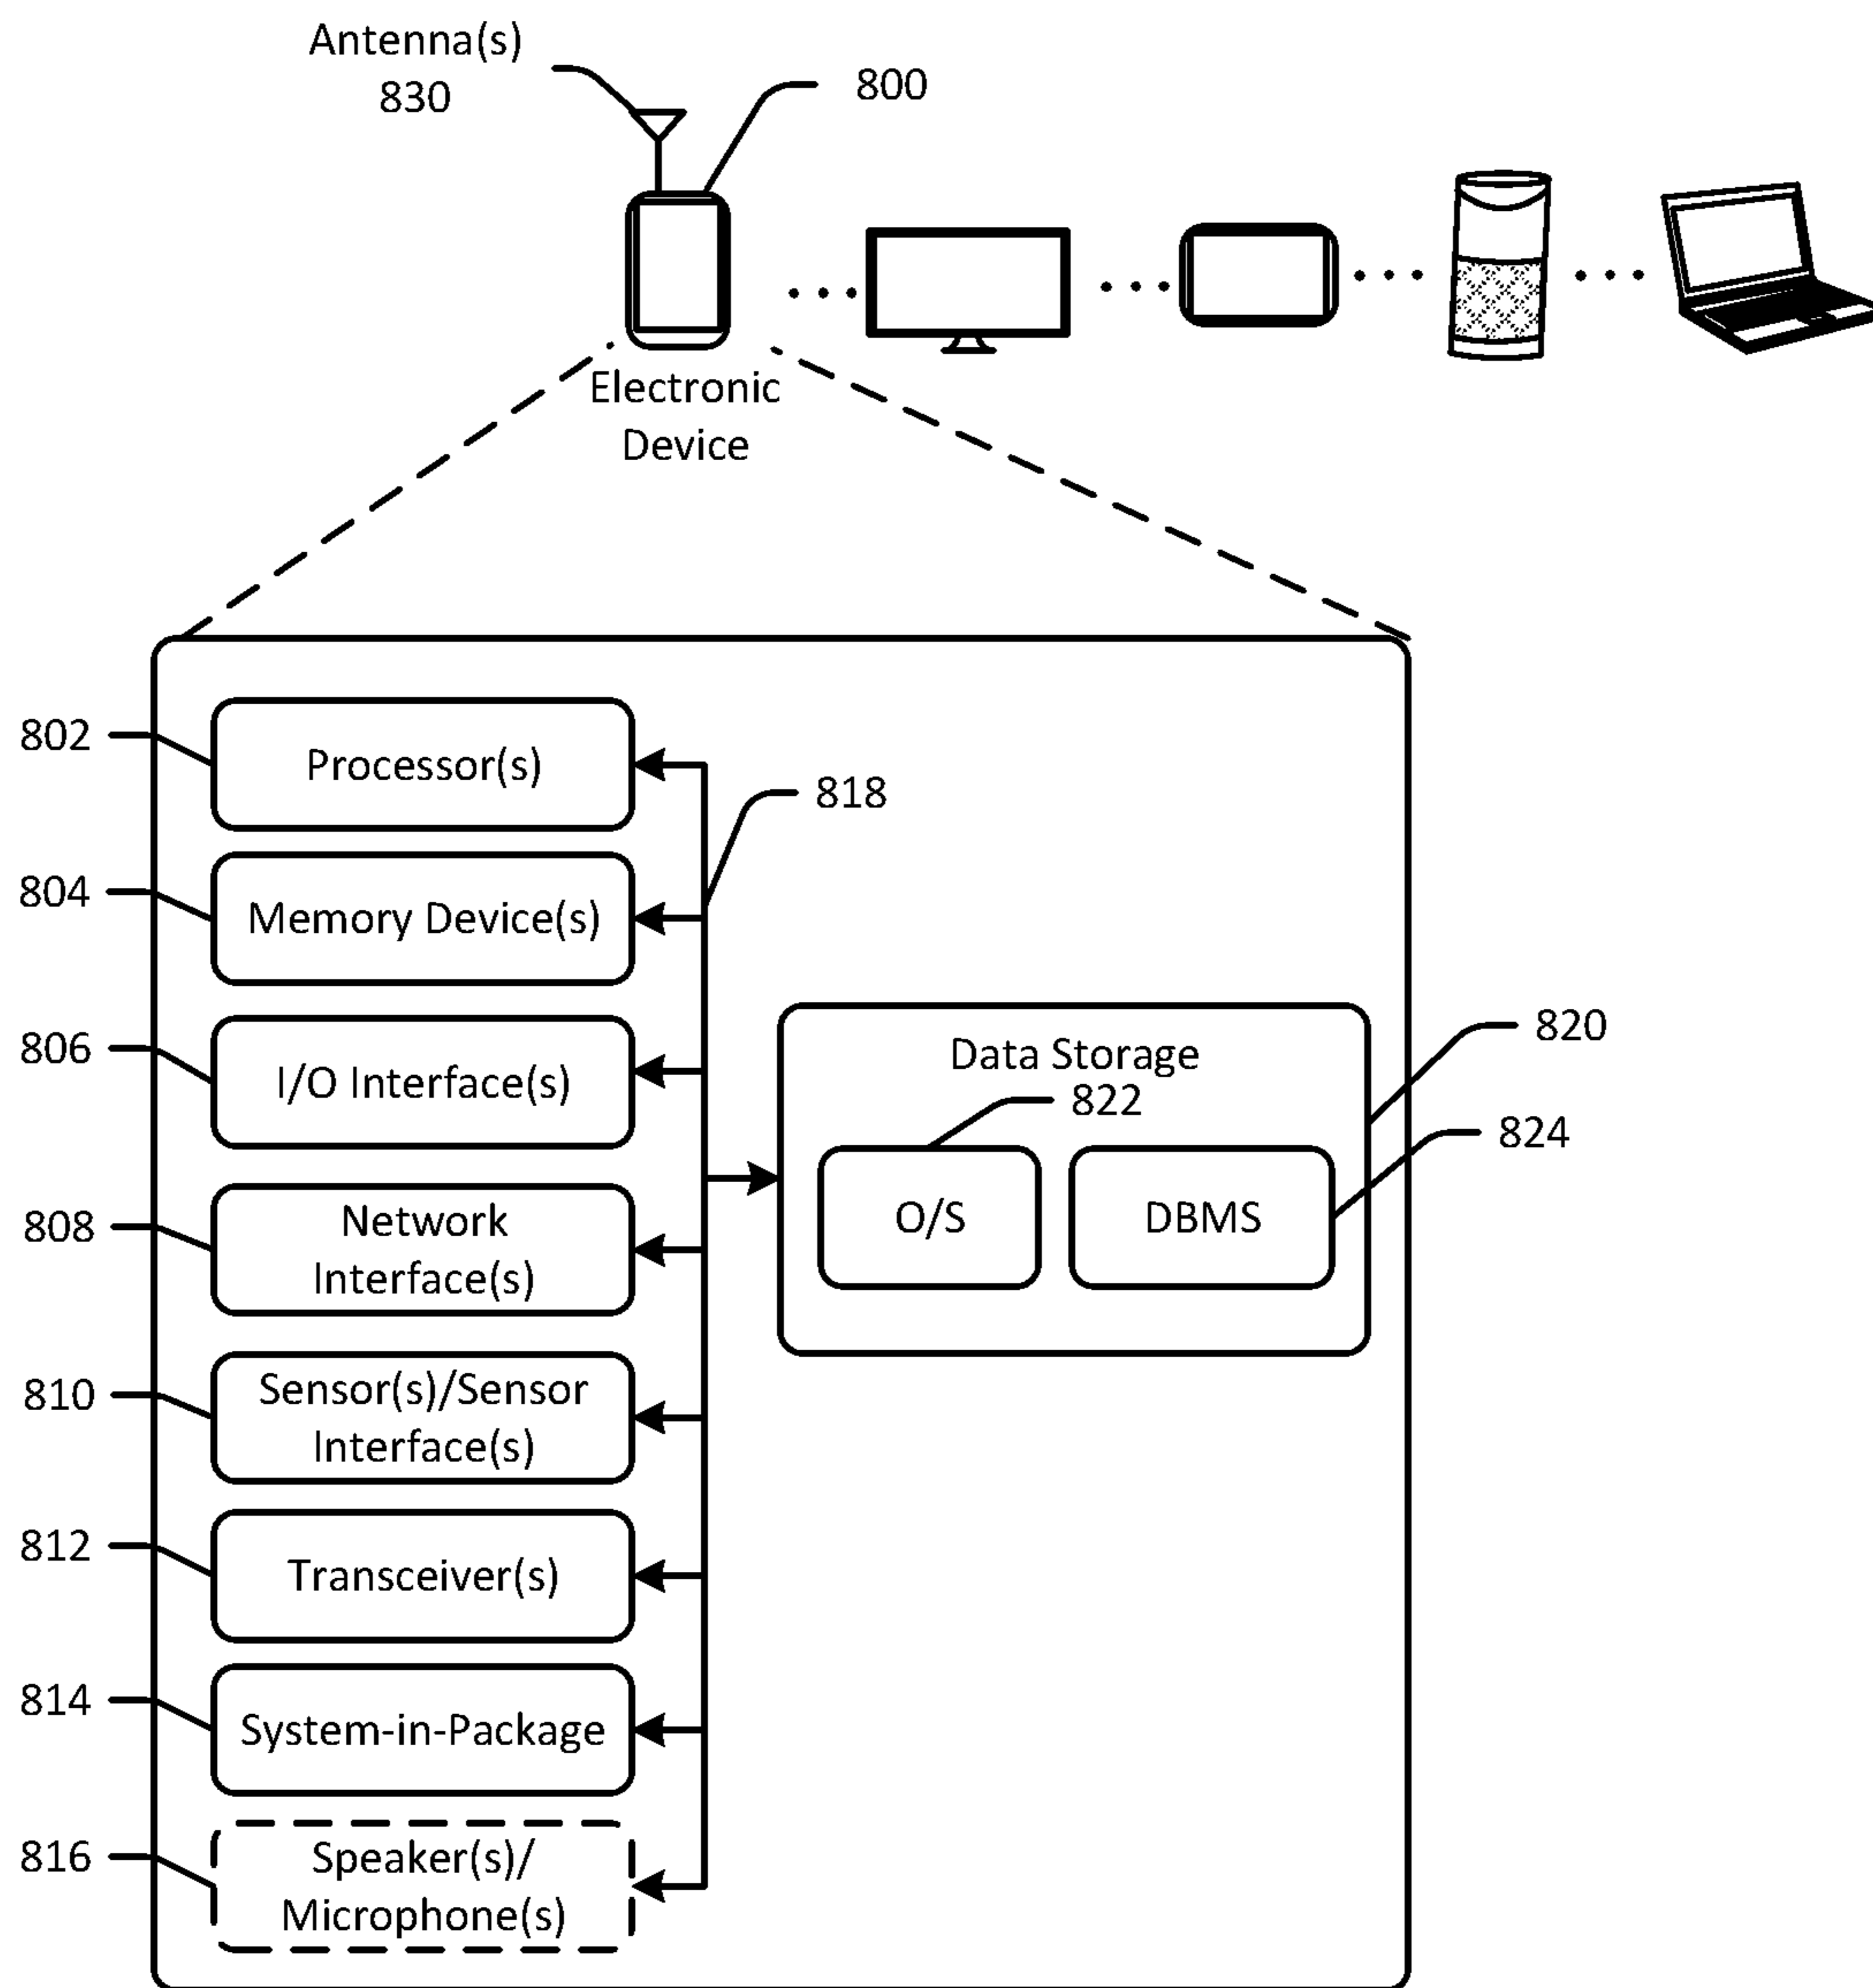 Antenna(s)
830
800
Electronic
Device
802
Processor(s)
818
804
Memory Device(s)
806
I/O Interface(s)
820
Data Storage
822
824
O/S
DBMS
808
Network
Interface(s)
810
Sensor(s)/Sensor
Interface(s)
812
Transceiver(s)
814
System-in-Package
816
Speaker(s)/
Microphone(s)